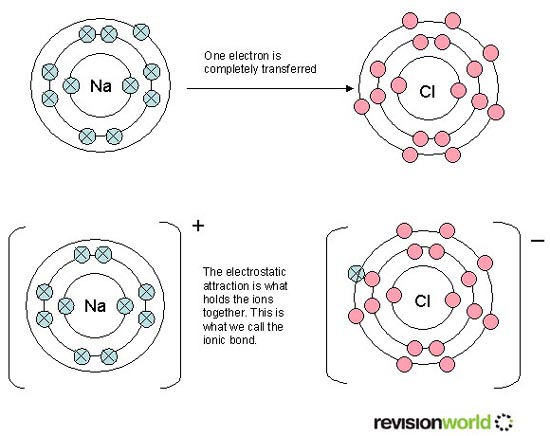 One electron is
completely transferred
Na
Cl
+
−
The electrostatic
attraction is what
holds the ions
together. This is
what we call the
ionic bond.
Na
Cl
revisionworld